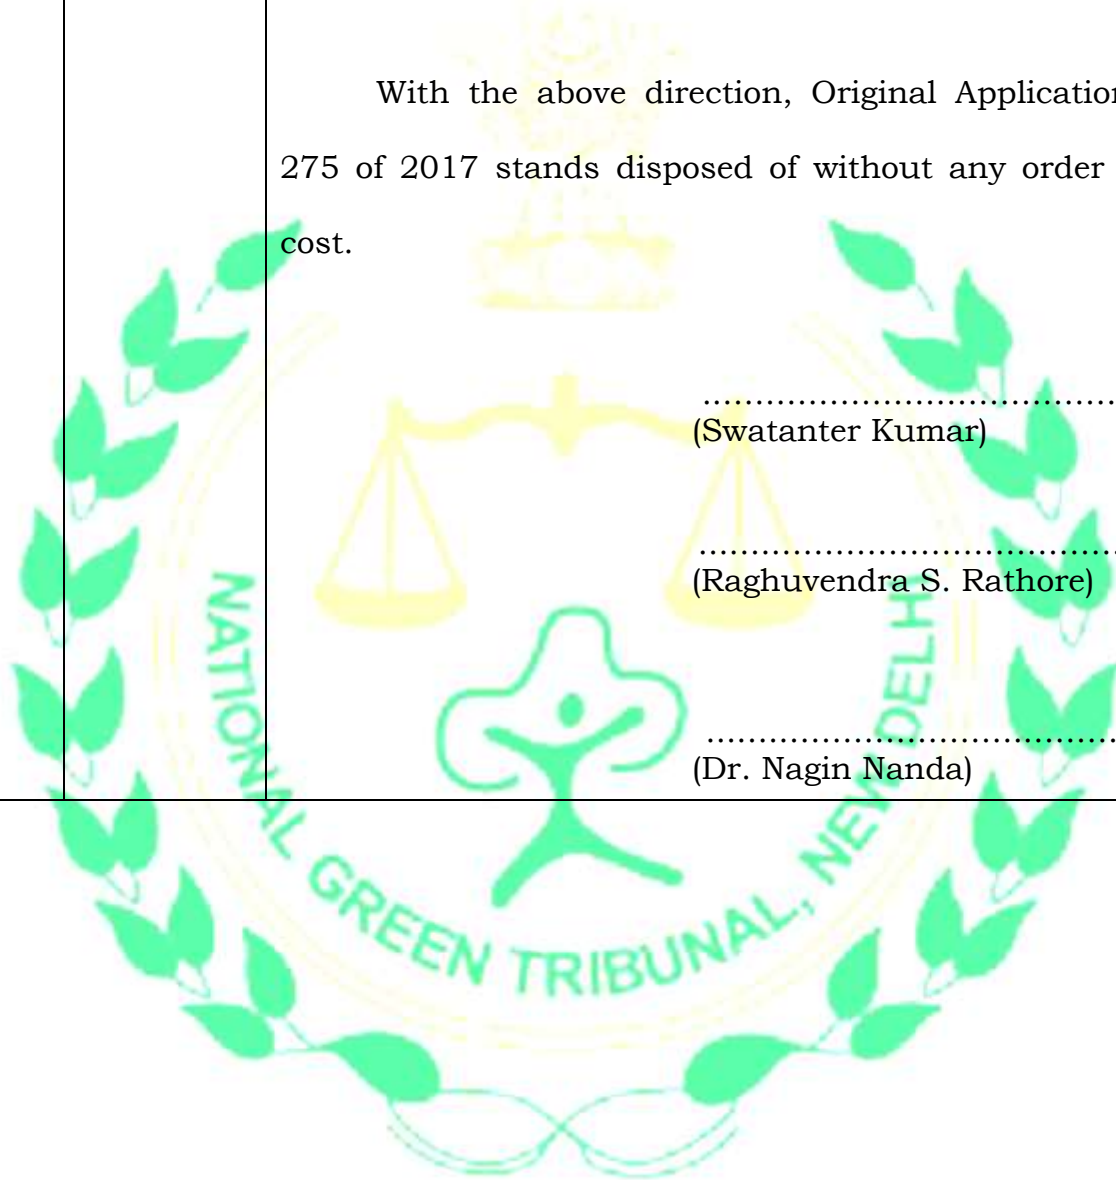 With the above direction, Original Application
275 of 2017 stands disposed of without any order
cost.
………………………………………
(Swatanter Kumar)
………………………………………
(Raghuvendra S. Rathore)
………………………………………
(Dr. Nagin Nanda)
NATIONAL GREEN TRIBUNAL, NEW DELHI